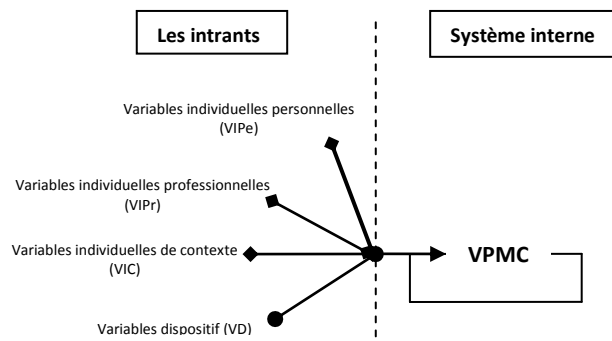 Les intrants
Système interne
Variables individuelles personnelles
(VIPe)
Variables individuelles professionnelles
(VIPr)
Variables individuelles de contexte
(VIC)
VPMC
Variables dispositif (VD)